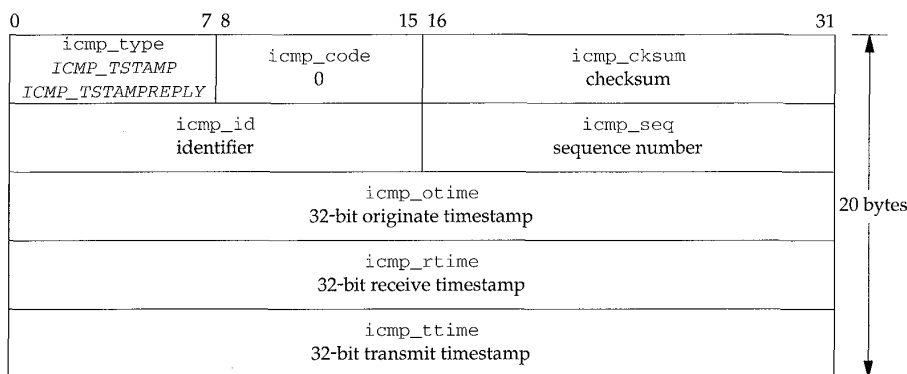 0 7 8 15 16 31
icmp_type
ICMP_TSTAMP
ICMP_TSTAMPREPLY
icmp_code
0
icmp_cksum
checksum
icmp_id
identifier
icmp_seq
sequence number
icmp_otime
32-bit originate timestamp
20 bytes
icmp_rtime
32-bit receive timestamp
icmp_ttime
32-bit transmit timestamp